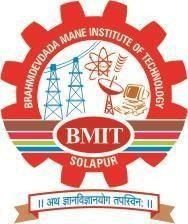 BRAHMDEVDADA MANE INSTITUTE OF TECHNOLOGY
BMIT
SOLAPUR
॥ अथ ज्ञानविज्ञानयोग तपस्विनः ॥